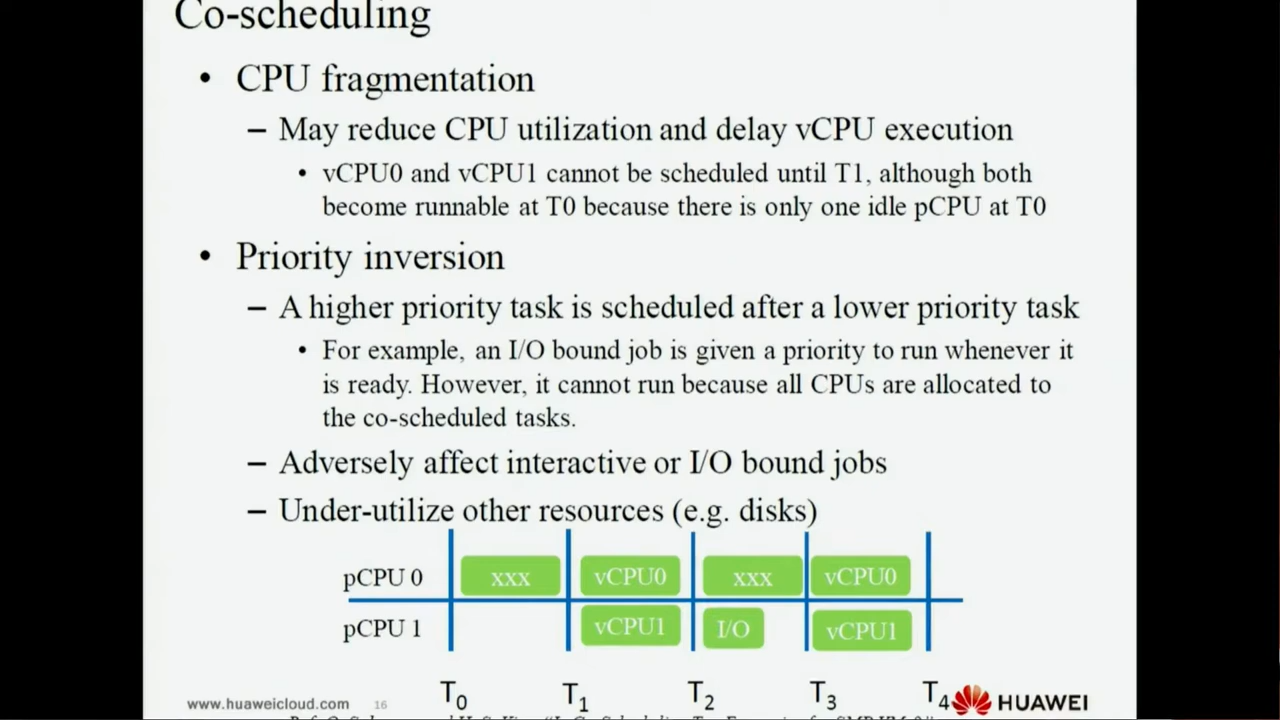 Co-scheduling
• CPU fragmentation
– May reduce CPU utilization and delay vCPU execution
• vCPU0 and vCPU1 cannot be scheduled until T1, although both
become runnable at T0 because there is only one idle pCPU at T0
• Priority inversion
– A higher priority task is scheduled after a lower priority task
• For example, an I/O bound job is given a priority to run whenever it
is ready. However, it cannot run because all CPUs are allocated to
the co-scheduled tasks.
– Adversely affect interactive or I/O bound jobs
– Under-utilize other resources (e.g. disks)
pCPU 0 xxx vCPU0 xxx vCPU0
pCPU 1 vCPU1 I/O vCPU1
T0 T1 T2 T3 T4
www.huaweicloud.com 16 HUAWEI